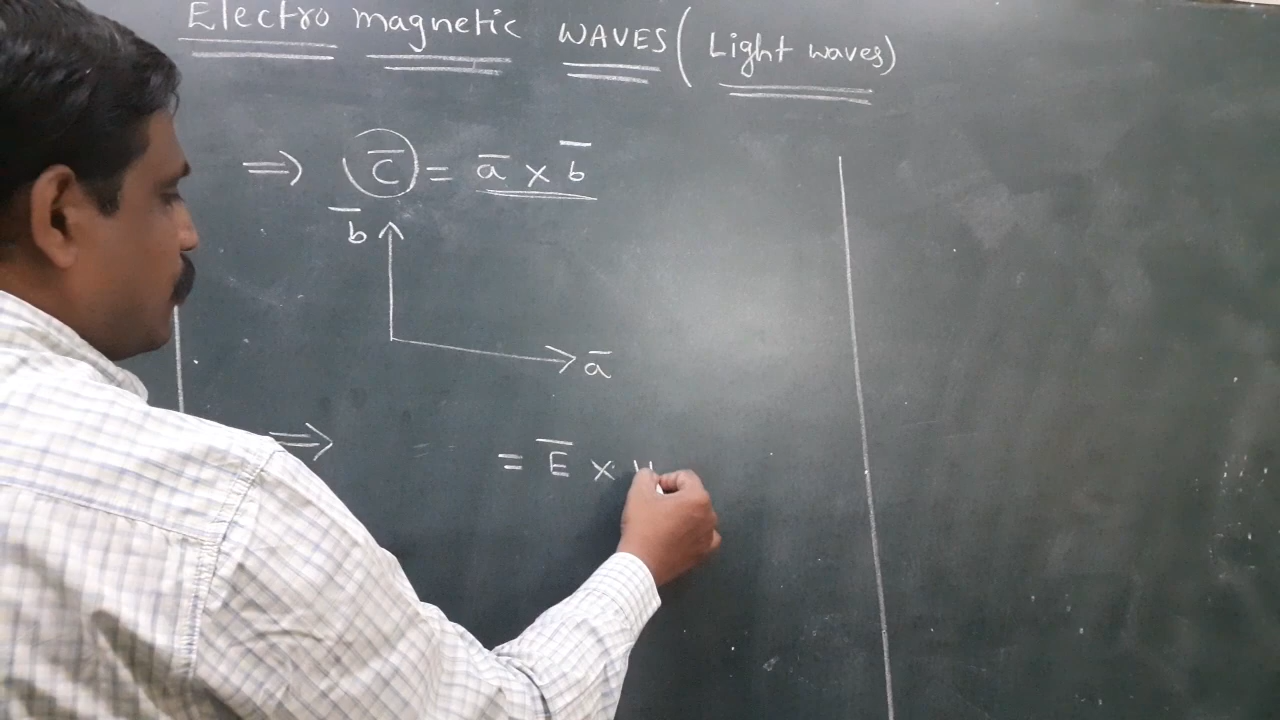 Electro magnetic WAVES (Light waves)
⇒ c̅ = a̅ × b̅
b̅
a̅
⇒ = E̅ ×